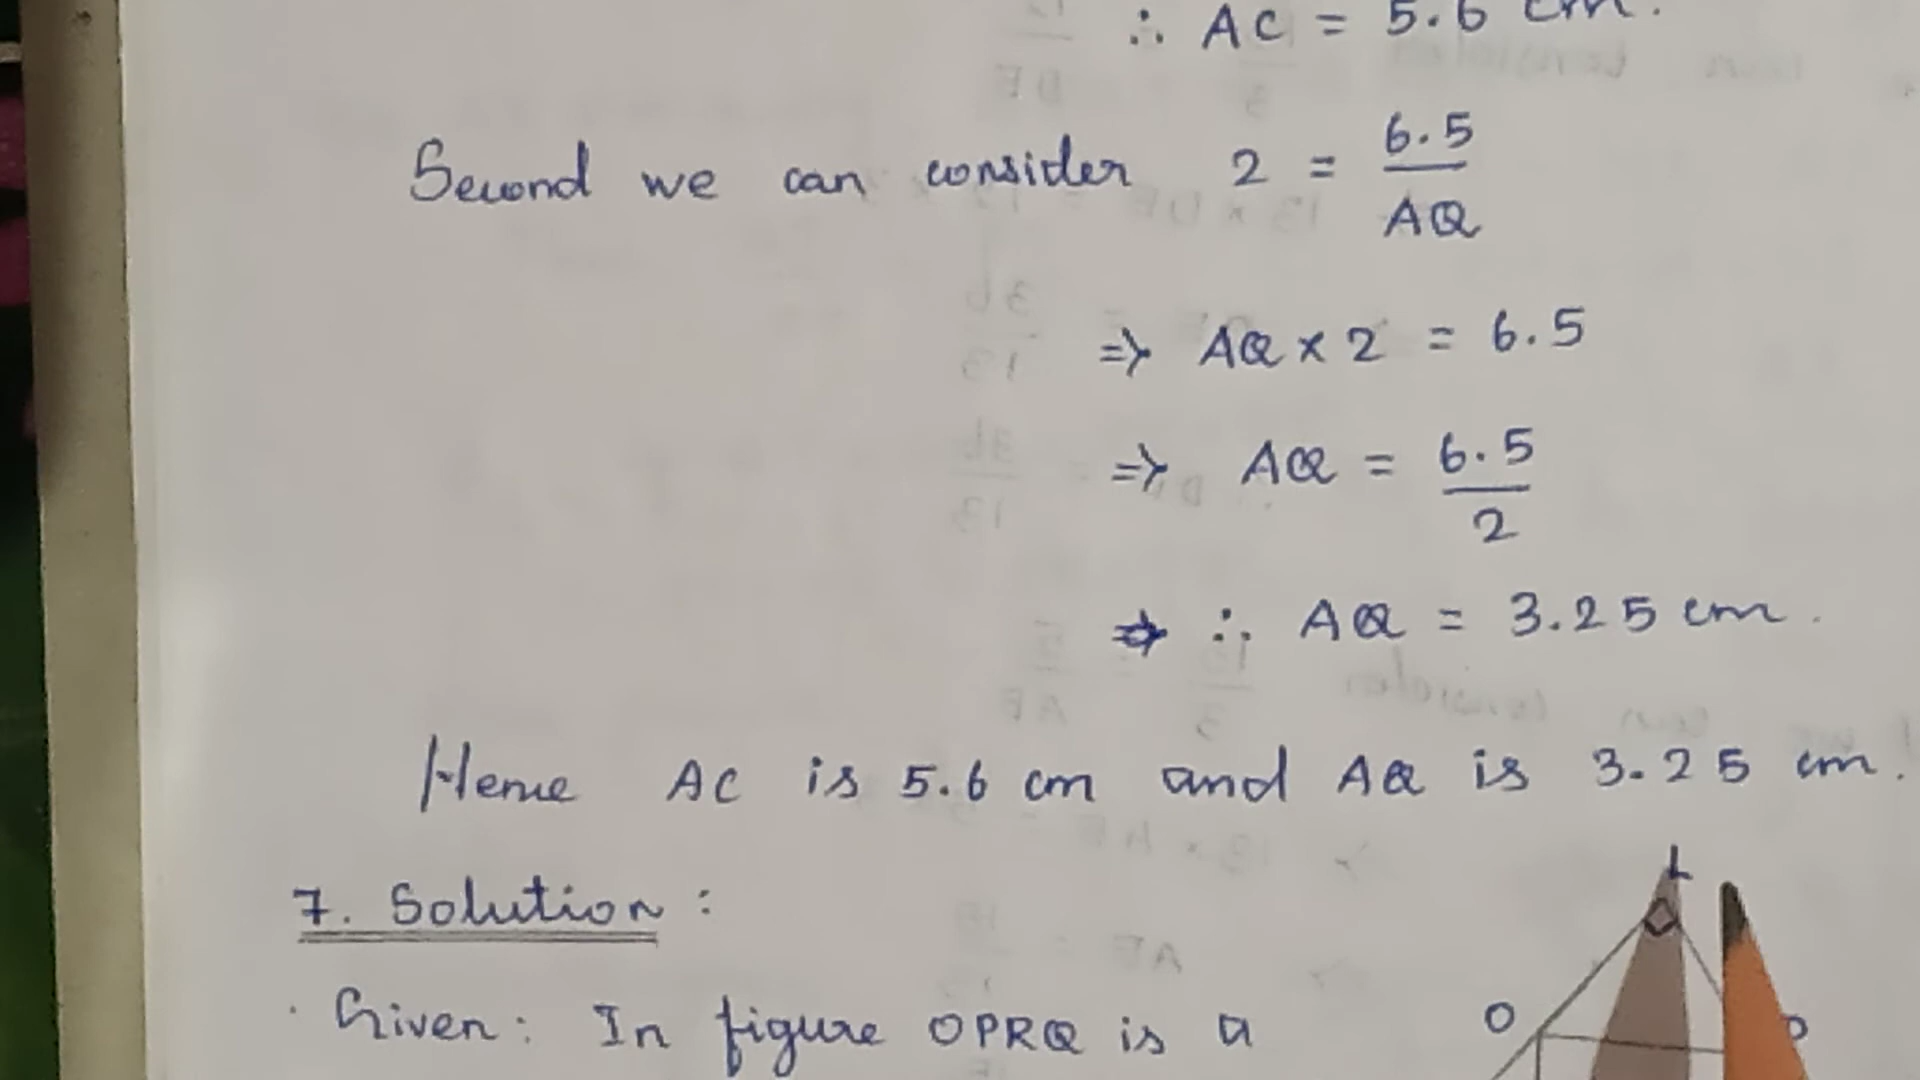 ∴ AC = 5.6 cm.
Second we can consider 2 = 6.5/AQ
=> AQ × 2 = 6.5
=> AQ = 6.5/2
=> ∴ AQ = 3.25 cm.
Hence AC is 5.6 cm and AQ is 3.25 cm.
7. Solution :
Given : In figure OPRQ is a
L
O
P